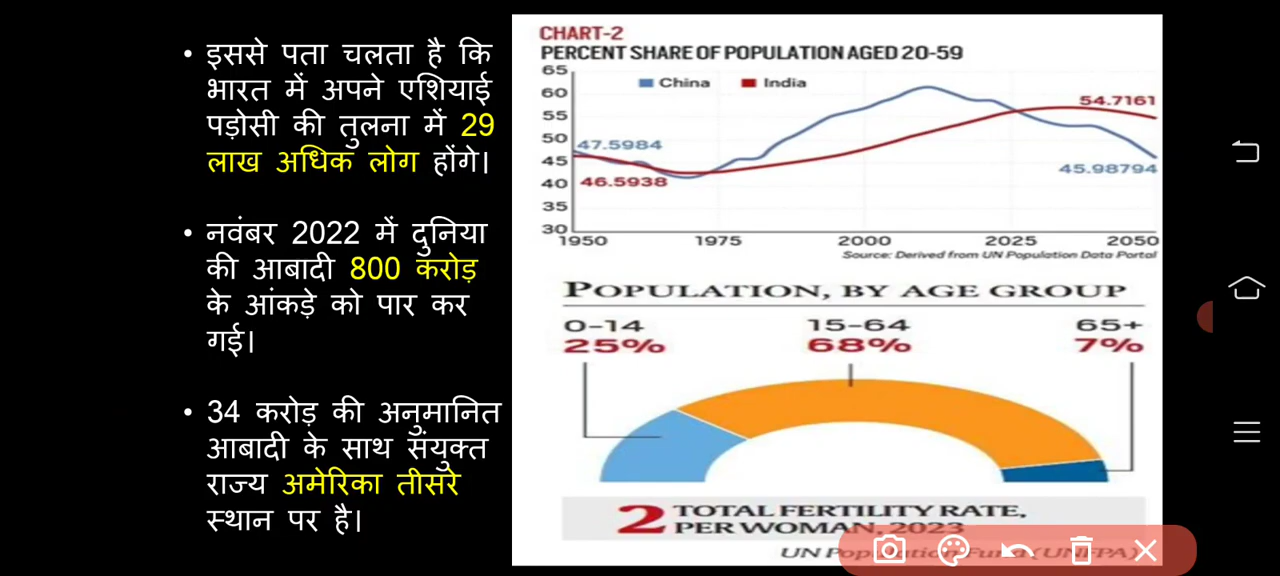 • इससे पता चलता है कि
भारत में अपने एशियाई
पड़ोसी की तुलना में 29
लाख अधिक लोग होंगे।
• नवंबर 2022 में दुनिया
की आबादी 800 करोड़
के आंकड़े को पार कर
गई।
• 34 करोड़ की अनुमानित
आबादी के साथ संयुक्त
राज्य अमेरिका तीसरे
स्थान पर है।
CHART-2
PERCENT SHARE OF POPULATION AGED 20-59
65
60
55
50
45
40
35
30
China India
54.7161
47.5984
46.5938
45.98794
1950 1975 2000 2025 2050
Source: Derived from UN Population Data Portal
POPULATION, BY AGE GROUP
0-14 15-64 65+
25% 68% 7%
2 TOTAL FERTILITY RATE,
PER WOMAN, 2023
UN Population Fund (UNFPA)